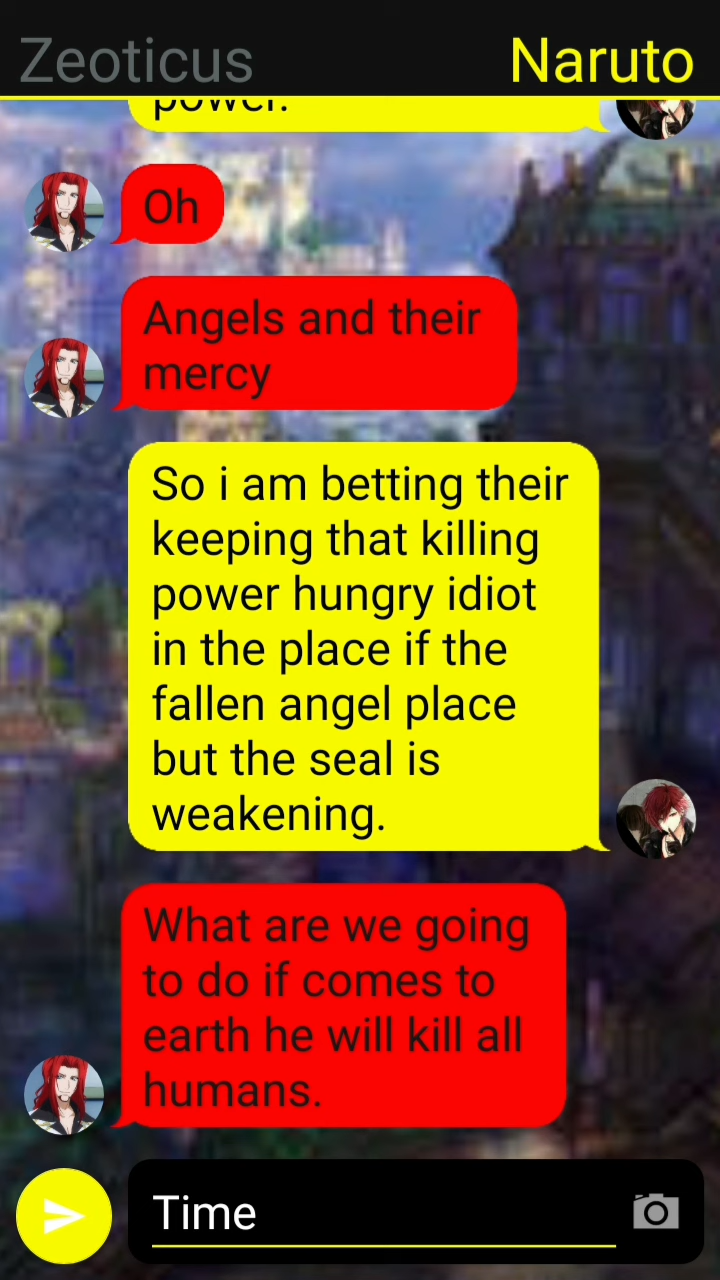 Zeoticus
Naruto
power.
Oh
Angels and their
mercy
So i am betting their
keeping that killing
power hungry idiot
in the place if the
fallen angel place
but the seal is
weakening.
What are we going
to do if comes to
earth he will kill all
humans.
Time